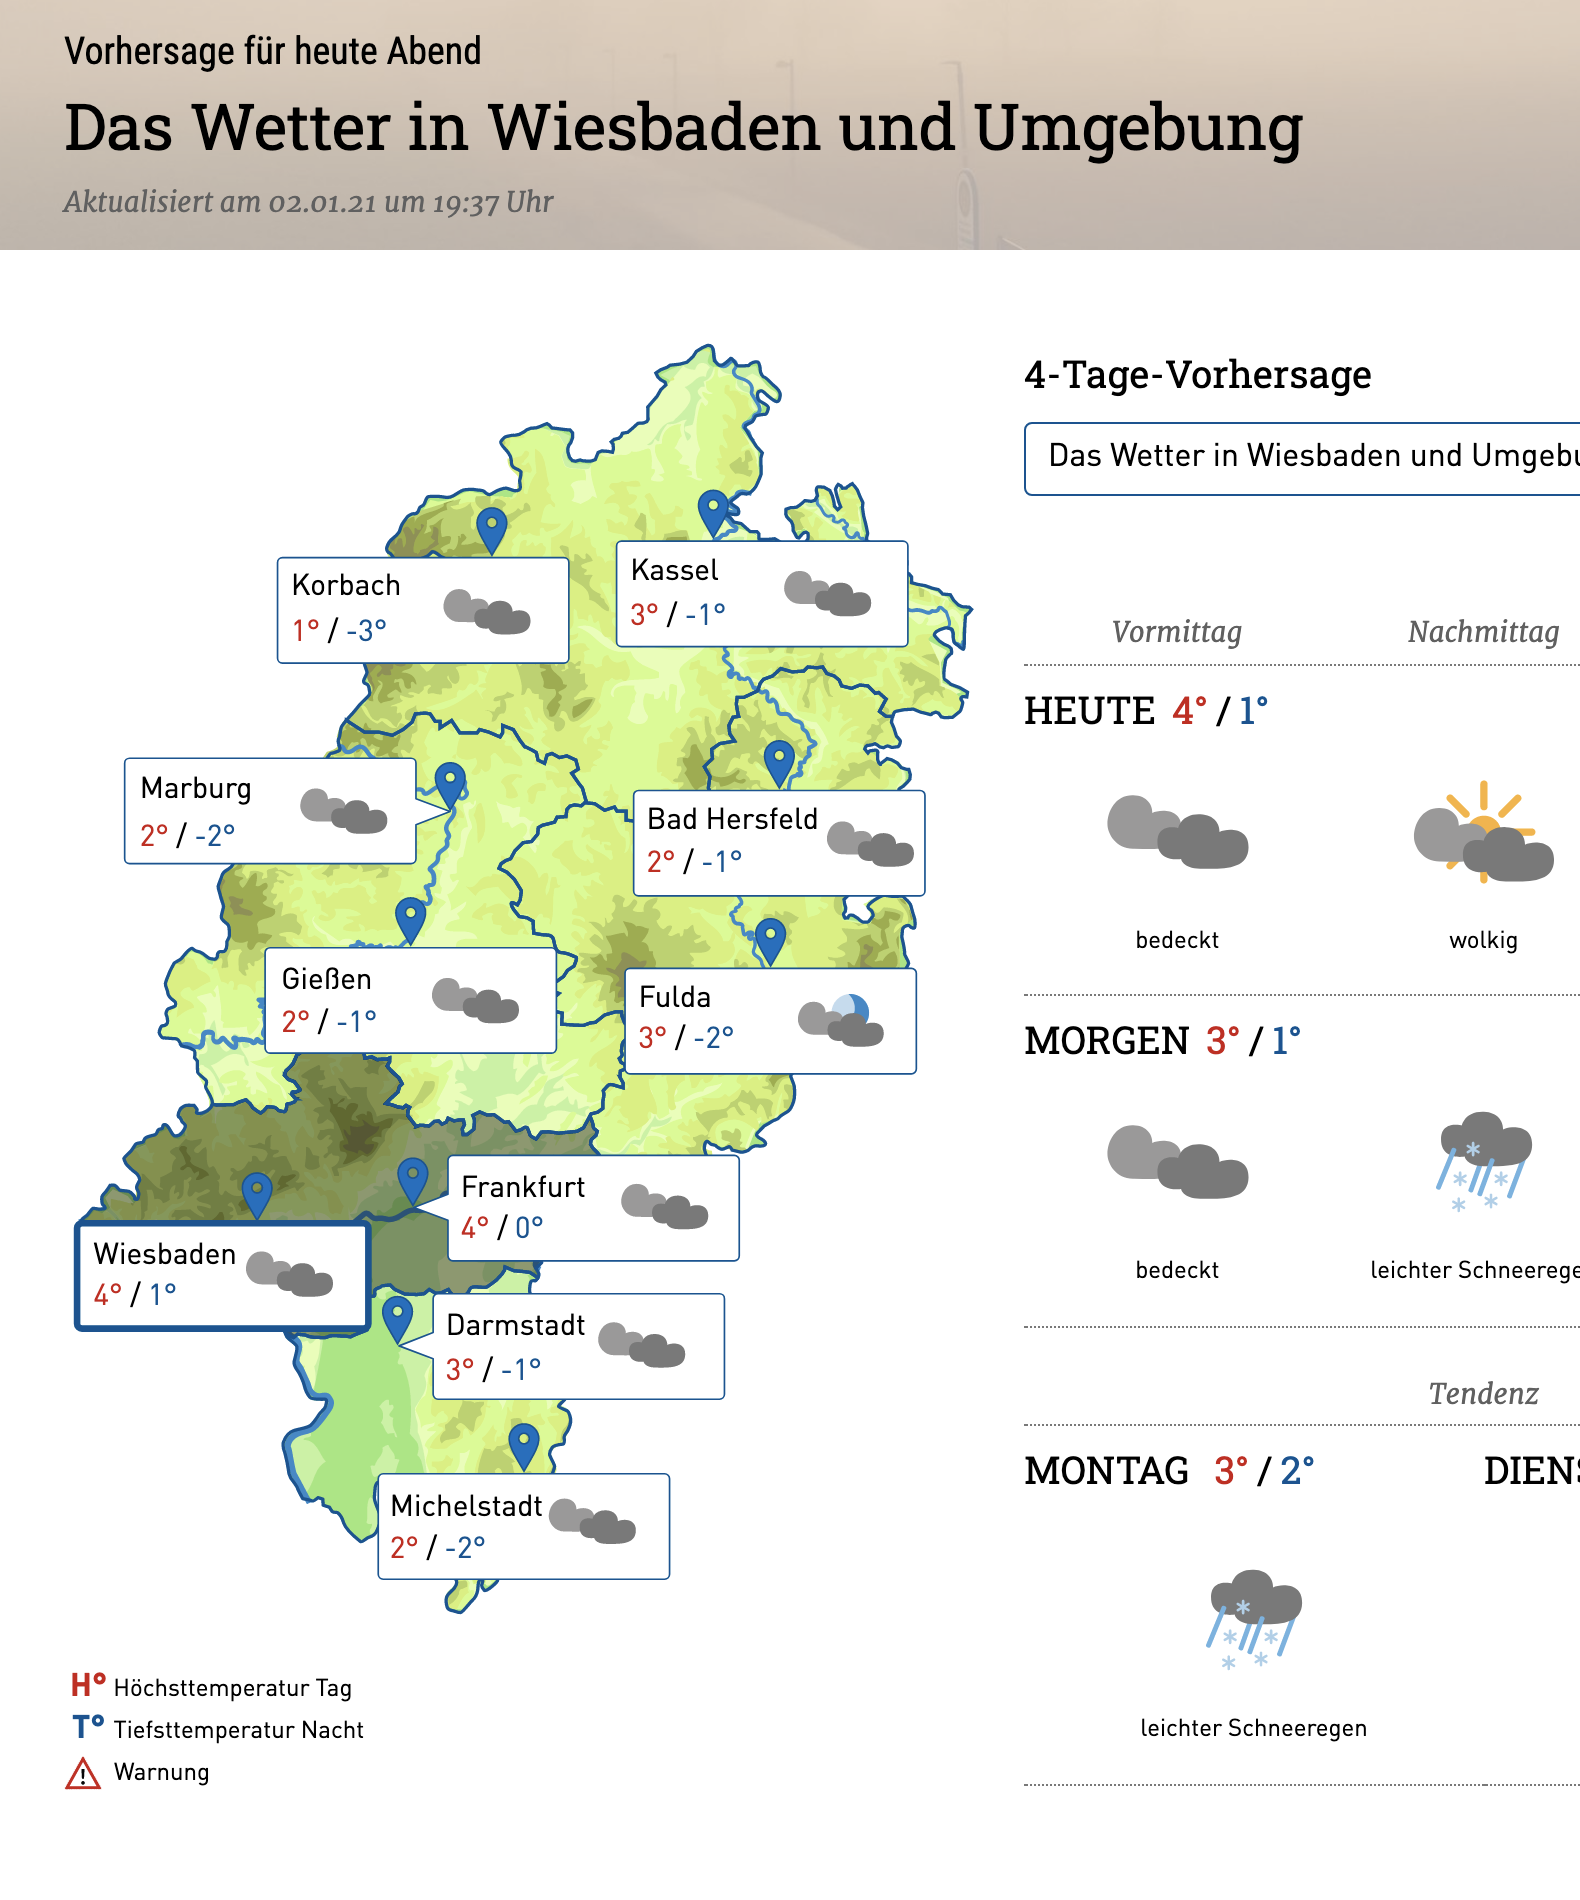 Vorhersage für heute Abend
Das Wetter in Wiesbaden und Umgebung
Aktualisiert am 02.01.21 um 19:37 Uhr
Korbach
1° / -3°
Kassel
3° / -1°
Marburg
2° / -2°
Bad Hersfeld
2° / -1°
Gießen
2° / -1°
Fulda
3° / -2°
Frankfurt
4° / 0°
Wiesbaden
4° / 1°
Darmstadt
3° / -1°
Michelstadt
2° / -2°
H° Höchsttemperatur Tag
T° Tiefsttemperatur Nacht
Warnung
4-Tage-Vorhersage
Das Wetter in Wiesbaden und Umgebu
Vormittag Nachmittag
HEUTE 4° / 1°
bedeckt wolkig
MORGEN 3° / 1°
bedeckt leichter Schneerege
Tendenz
MONTAG 3° / 2° DIENS
leichter Schneeregen